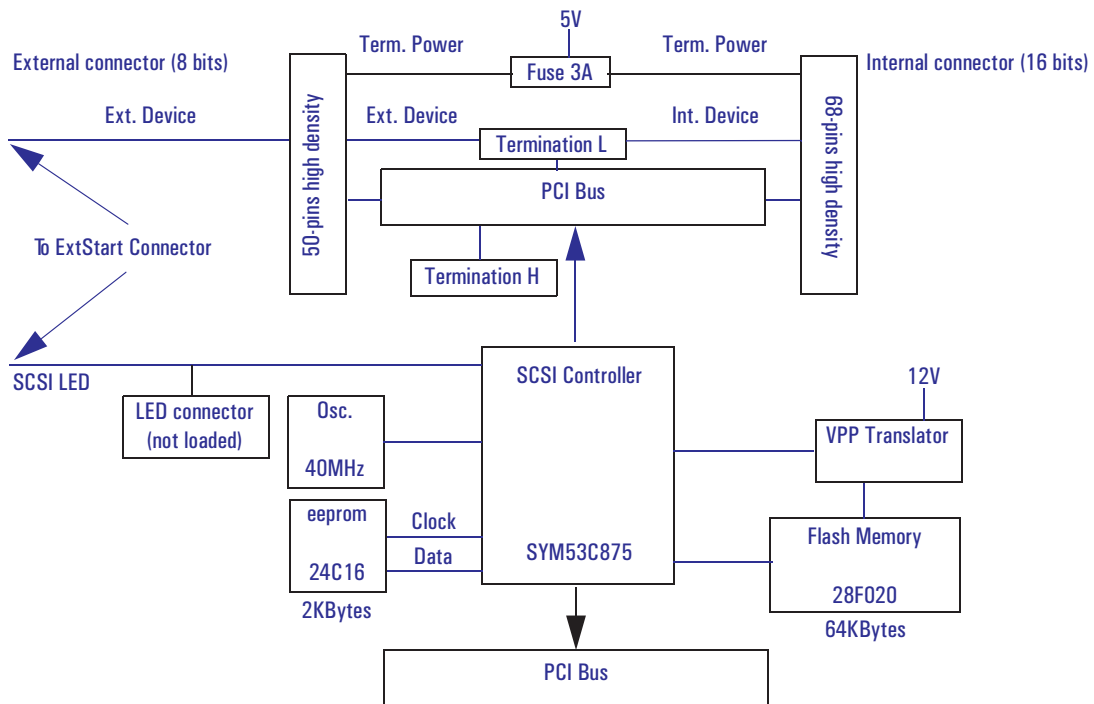 5V
Term. Power
Term. Power
External connector (8 bits)
Fuse 3A
Internal connector (16 bits)
50-pins high density
68-pins high density
Ext. Device
Ext. Device
Int. Device
Termination L
PCI Bus
To ExtStart Connector
Termination H
SCSI LED
SCSI Controller
12V
LED connector
(not loaded)
Osc.
40MHz
VPP Translator
eeprom
24C16
Clock
Data
2KBytes
SYM53C875
Flash Memory
28F020
64KBytes
PCI Bus